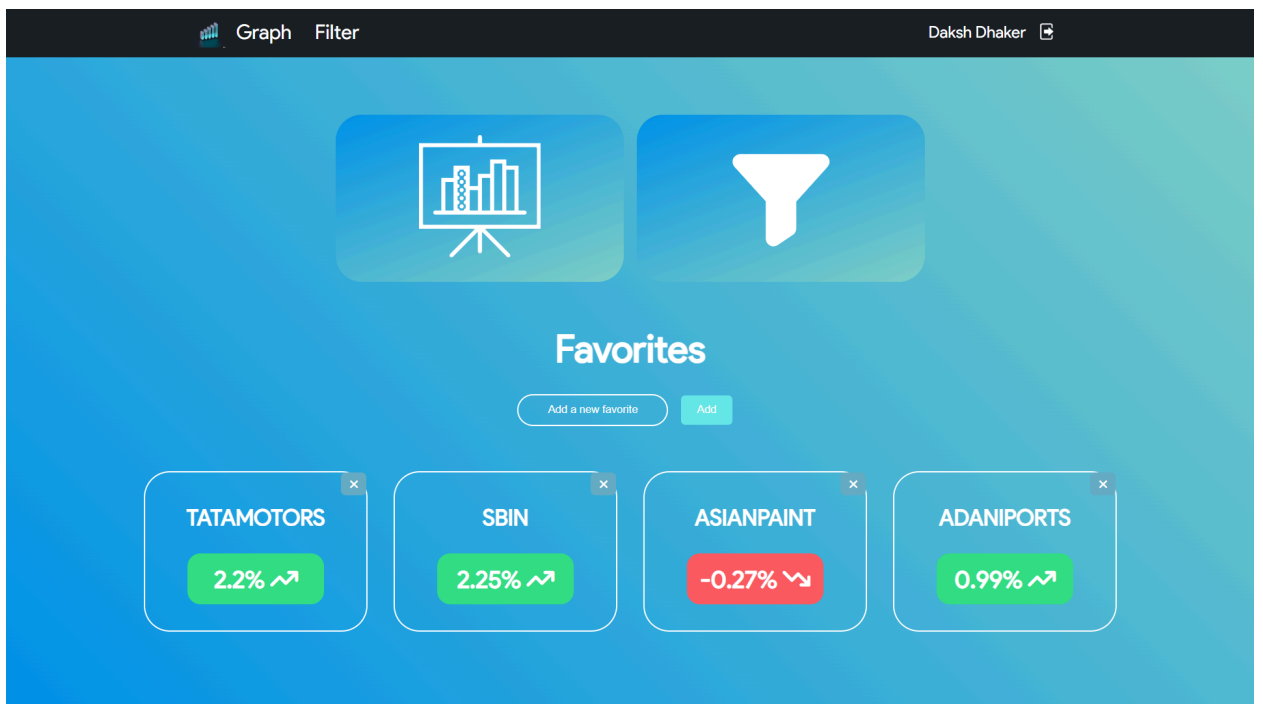 Graph Filter Daksh Dhaker
Favorites
Add a new favorite Add
TATAMOTORS SBIN ASIANPAINT ADANIPORTS
2.2% 2.25% -0.27% 0.99%